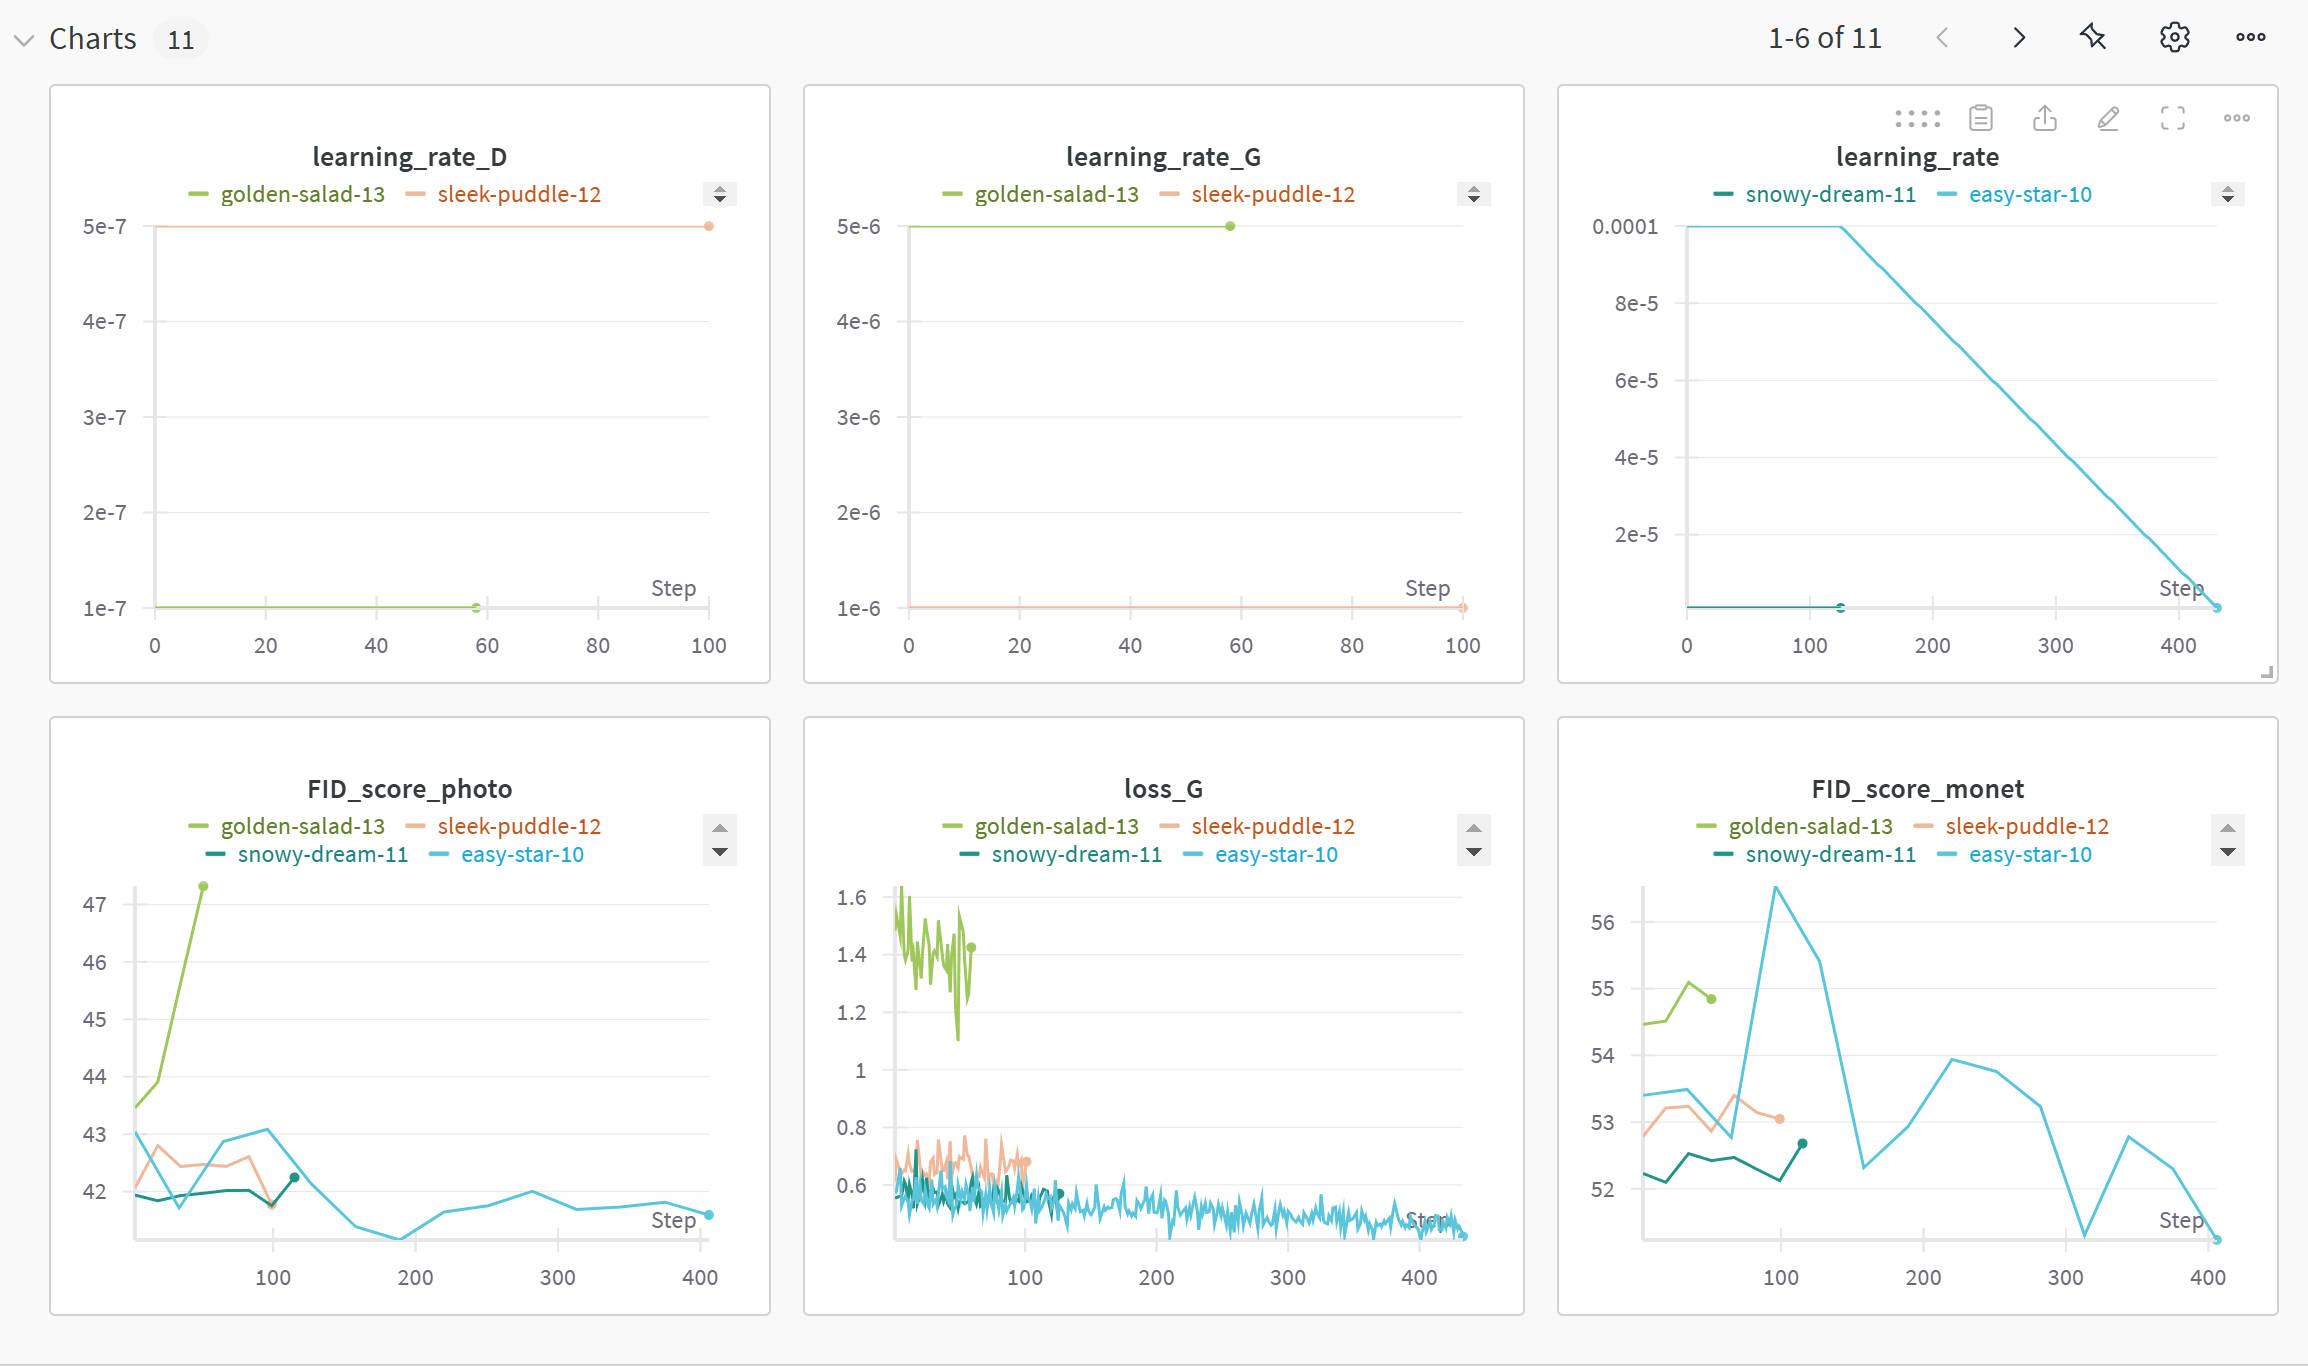 Charts 11
1-6 of 11
learning_rate_D
golden-salad-13 sleek-puddle-12
5e-7
4e-7
3e-7
2e-7
1e-7
Step
0 20 40 60 80 100
learning_rate_G
golden-salad-13 sleek-puddle-12
5e-6
4e-6
3e-6
2e-6
1e-6
Step
0 20 40 60 80 100
learning_rate
snowy-dream-11 easy-star-10
0.0001
8e-5
6e-5
4e-5
2e-5
Step
0 100 200 300 400
FID_score_photo
golden-salad-13 sleek-puddle-12
snowy-dream-11 easy-star-10
47
46
45
44
43
42
Step
100 200 300 400
loss_G
golden-salad-13 sleek-puddle-12
snowy-dream-11 easy-star-10
1.6
1.4
1.2
1
0.8
0.6
Step
100 200 300 400
FID_score_monet
golden-salad-13 sleek-puddle-12
snowy-dream-11 easy-star-10
56
55
54
53
52
Step
100 200 300 400